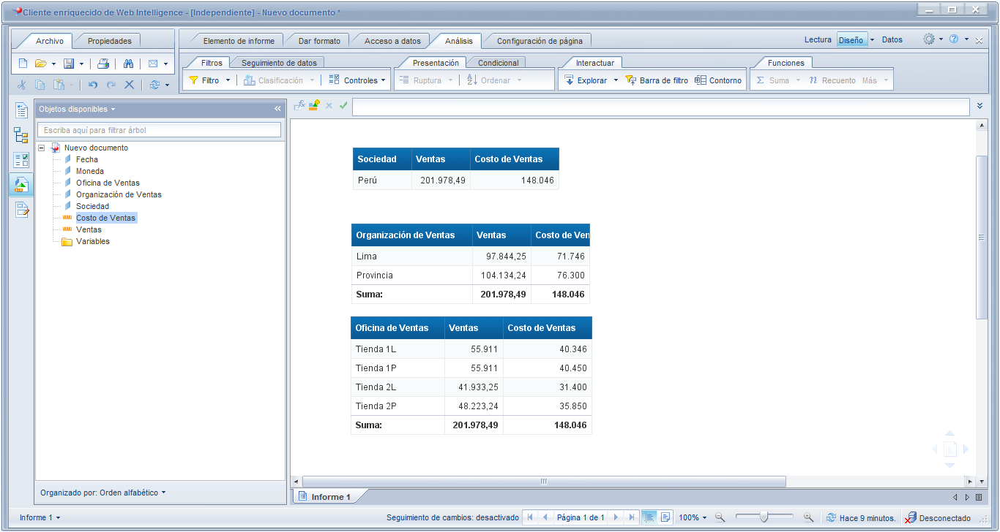 Cliente enriquecido de Web Intelligence - [Independiente] - Nuevo documento *
Archivo Propiedades Elemento de informe Dar formato Acceso a datos Análisis Configuración de página Lectura Diseño Datos
Filtros Seguimiento de datos Presentación Condicional Interactuar Funciones
Filtro Clasificación Controles Ruptura Ordenar Explorar Barra de filtro Contorno Suma Recuento Más
Objetos disponibles
Escriba aquí para filtrar árbol
Nuevo documento
Fecha
Moneda
Oficina de Ventas
Organización de Ventas
Sociedad
Costo de Ventas
Ventas
Variables
Organizado por: Orden alfabético
Sociedad Ventas Costo de Ventas
Perú 201.978,49 148.046
Organización de Ventas Ventas Costo de Ven
Lima 97.844,25 71.746
Provincia 104.134,24 76.300
Suma: 201.978,49 148.046
Oficina de Ventas Ventas Costo de Ventas
Tienda 1L 55.911 40.346
Tienda 1P 55.911 40.450
Tienda 2L 41.933,25 31.400
Tienda 2P 48.223,24 35.850
Suma: 201.978,49 148.046
Informe 1
Informe 1 Seguimiento de cambios: desactivado Página 1 de 1 100% Hace 9 minutos. Desconectado